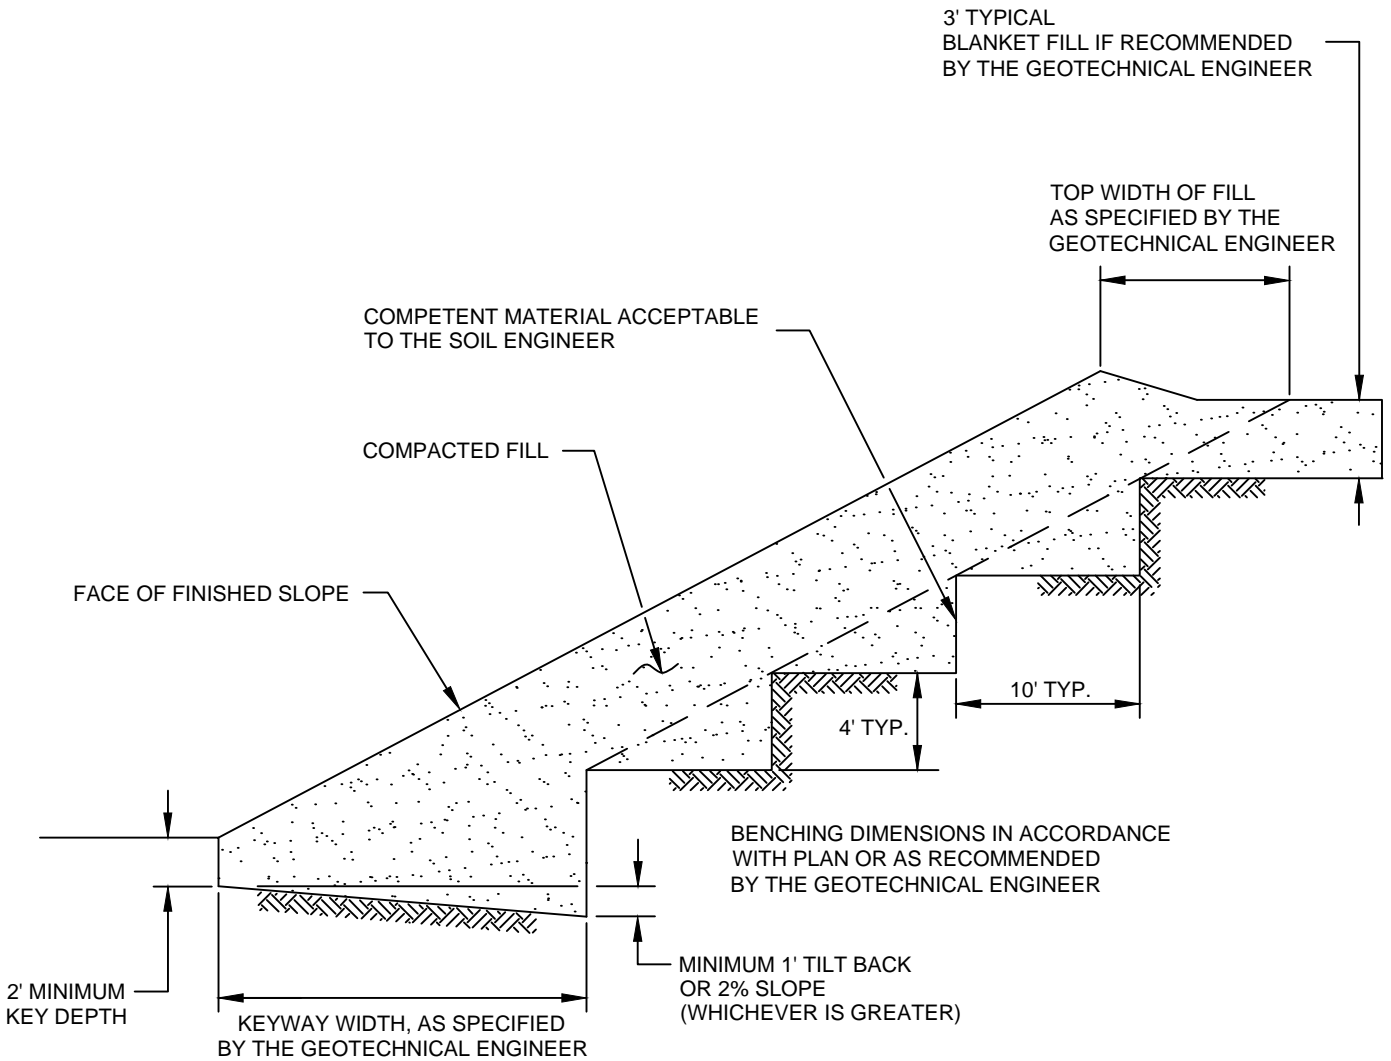 3' TYPICAL
BLANKET FILL IF RECOMMENDED
BY THE GEOTECHNICAL ENGINEER
TOP WIDTH OF FILL
AS SPECIFIED BY THE
GEOTECHNICAL ENGINEER
COMPETENT MATERIAL ACCEPTABLE
TO THE SOIL ENGINEER
COMPACTED FILL
FACE OF FINISHED SLOPE
10' TYP.
4' TYP.
BENCHING DIMENSIONS IN ACCORDANCE
WITH PLAN OR AS RECOMMENDED
BY THE GEOTECHNICAL ENGINEER
MINIMUM 1' TILT BACK
OR 2% SLOPE
(WHICHEVER IS GREATER)
2' MINIMUM
KEY DEPTH
KEYWAY WIDTH, AS SPECIFIED
BY THE GEOTECHNICAL ENGINEER